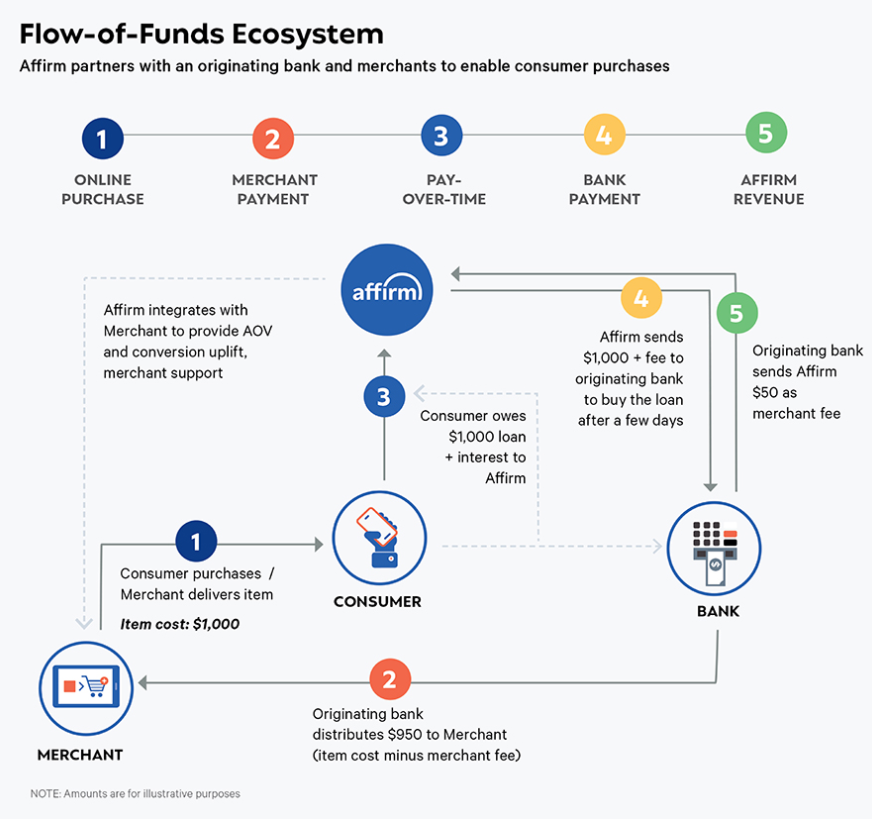 Flow-of-Funds Ecosystem
Affirm partners with an originating bank and merchants to enable consumer purchases
1
2
3
4
5
ONLINE
PURCHASE
MERCHANT
PAYMENT
PAY-
OVER-TIME
BANK
PAYMENT
AFFIRM
REVENUE
affirm
Affirm integrates with
Merchant to provide AOV
and conversion uplift,
merchant support
4
Affirm sends
$1,000 + fee to
originating bank
to buy the loan
after a few days
5
Originating bank
sends Affirm
$50 as
merchant fee
3
Consumer owes
$1,000 loan
+ interest to
Affirm
1
Consumer purchases /
Merchant delivers item
Item cost: $1,000
CONSUMER
$
BANK
2
Originating bank
distributes $950 to Merchant
(item cost minus merchant fee)
MERCHANT
NOTE: Amounts are for illustrative purposes